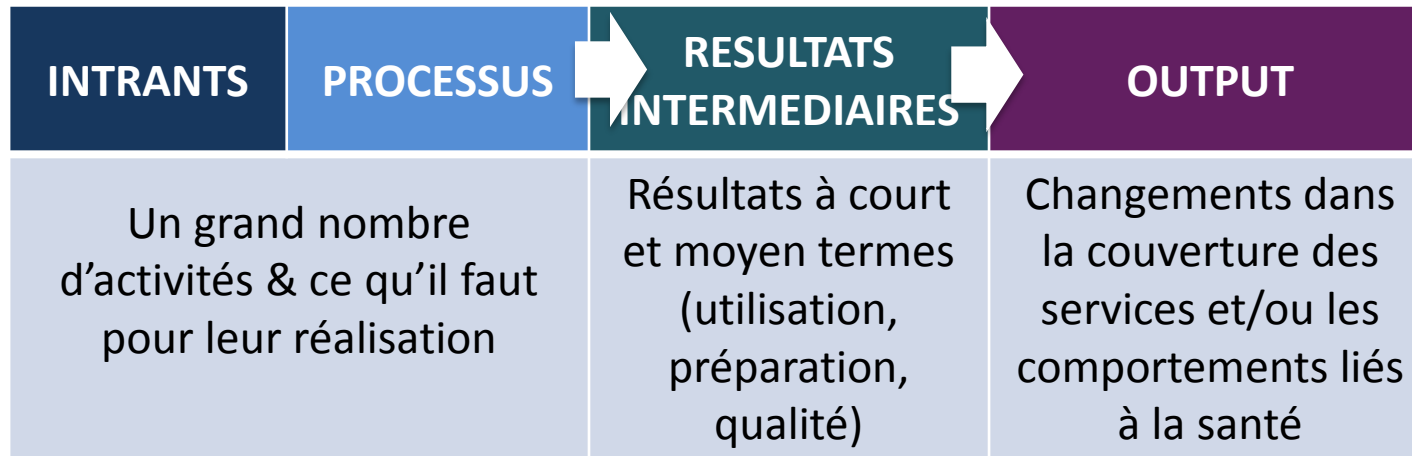 INTRANTS
PROCESSUS
RESULTATS
INTERMEDIAIRES
OUTPUT
Un grand nombre
d’activités & ce qu’il faut
pour leur réalisation
Résultats à court
et moyen termes
(utilisation,
préparation,
qualité)
Changements dans
la couverture des
services et/ou les
comportements liés
à la santé